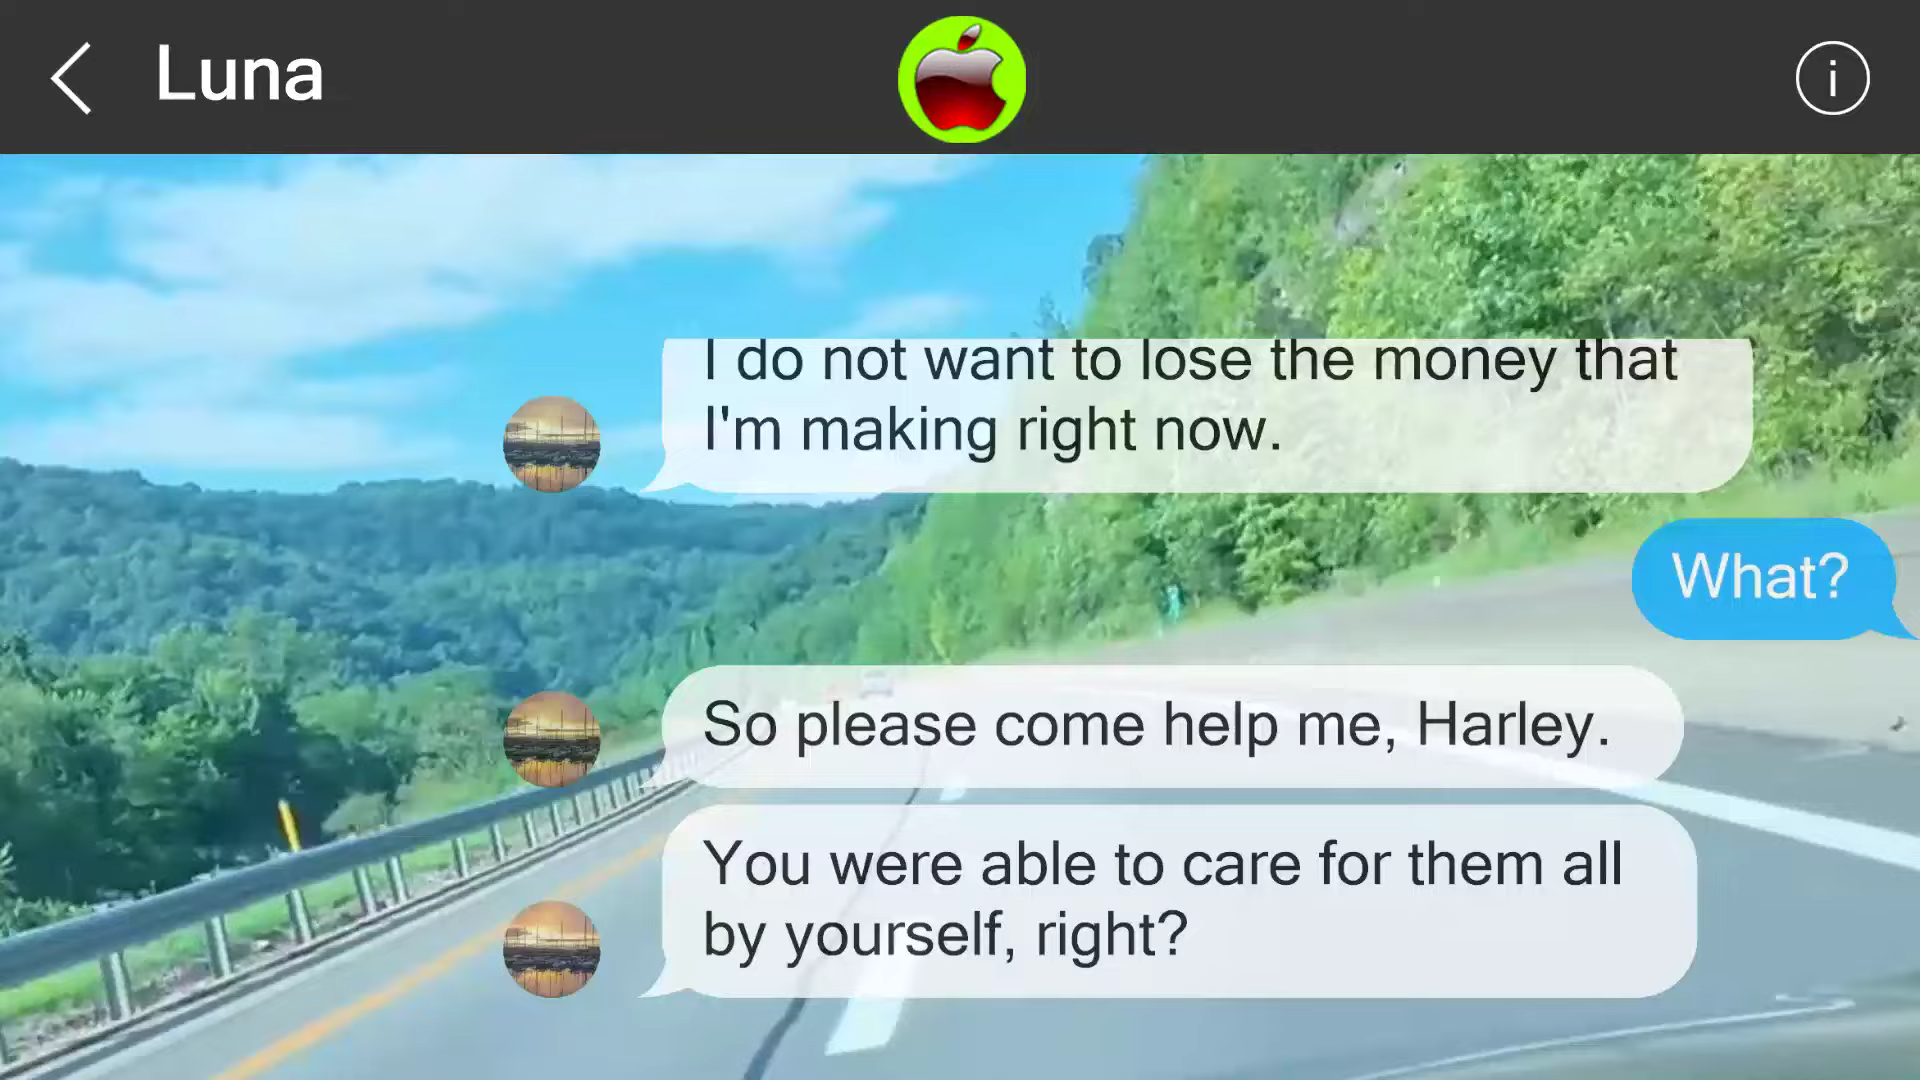 Luna
i
I do not want to lose the money that
I'm making right now.
What?
So please come help me, Harley.
You were able to care for them all
by yourself, right?